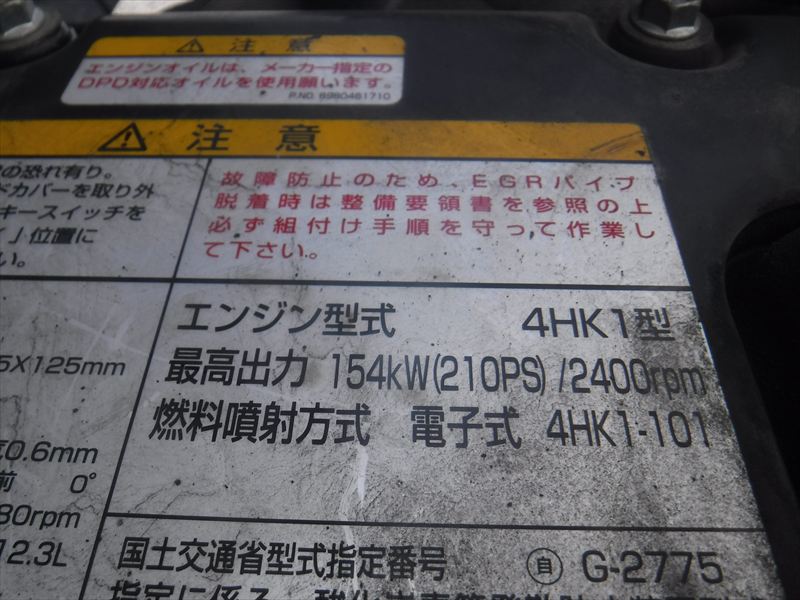 ⚠ 注意
エンジンオイルは、メーカー指定の
DPD対応オイルを使用願います。
P.NO. 8980461710
⚠ 注意
の恐れ有り。
ドカバーを取り外
キースイッチを
」位置に
い。
故障防止のため、EGRパイプ
脱着時は整備要領書を参照の上
必ず組付け手順を守って作業し
て下さい。
5X125mm
0.6mm
前 0°
80rpm
12.3L
エンジン型式 4HK1型
最高出力 154kW(210PS)/2400rpm
燃料噴射方式 電子式 4HK1-101
国土交通省型式指定番号 自 G-2775
指定に係る